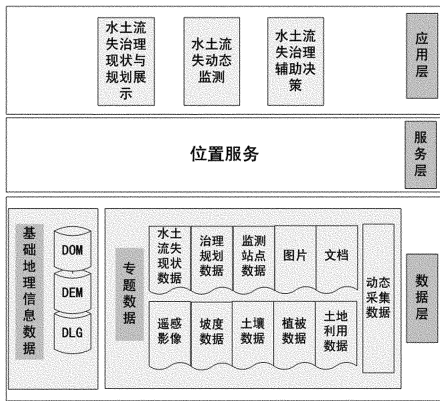 水土流
失治理
现状与
规划展
示
水土流
失动态
监测
水土流
失治理
辅助决
策
应用层
位置服务
服务层
基础地理信息数据
DOM
DEM
DLG
专题数据
水土
流失
现状
数据
治理
规划
数据
监测
站点
数据
图片
文档
遥感
影像
坡度
数据
土壤
数据
植被
数据
土地
利用
数据
动态
采集
数据
数据层